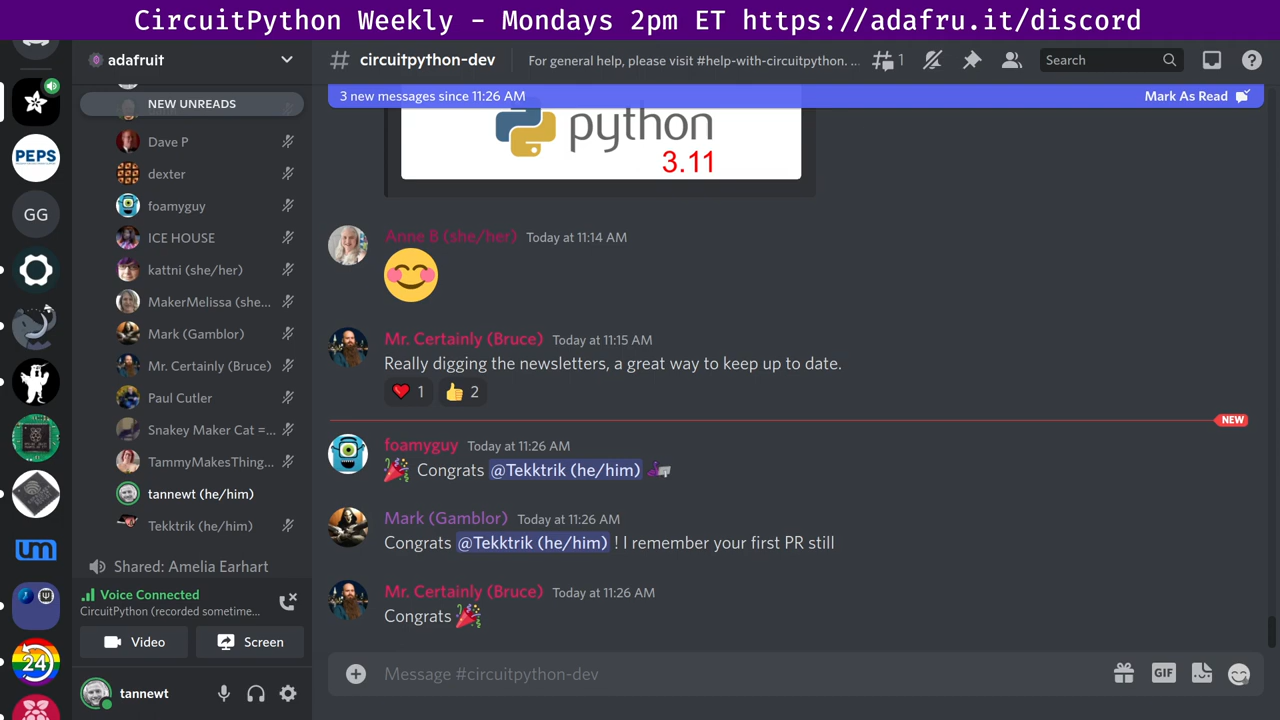 CircuitPython Weekly - Mondays 2pm ET https://adafru.it/discord
adafruit
NEW UNREADS
Dave P
dexter
foamyguy
ICE HOUSE
kattni (she/her)
MakerMelissa (she...
Mark (Gamblor)
Mr. Certainly (Bruce)
Paul Cutler
Snakey Maker Cat =...
TammyMakesThing...
tannewt (he/him)
Tekktrik (he/him)
Shared: Amelia Earhart
Voice Connected
CircuitPython (recorded sometime...
Video
Screen
tannewt
PEPS
GG
24
# circuitpython-dev
For general help, please visit #help-with-circuitpython. ...
1
Search
3 new messages since 11:26 AM
Mark As Read
python
3.11
Anne B (she/her) Today at 11:14 AM
Mr. Certainly (Bruce) Today at 11:15 AM
Really digging the newsletters, a great way to keep up to date.
1 2
NEW
foamyguy Today at 11:26 AM
Congrats @Tekktrik (he/him)
Mark (Gamblor) Today at 11:26 AM
Congrats @Tekktrik (he/him) ! I remember your first PR still
Mr. Certainly (Bruce) Today at 11:26 AM
Congrats
Message #circuitpython-dev
GIF